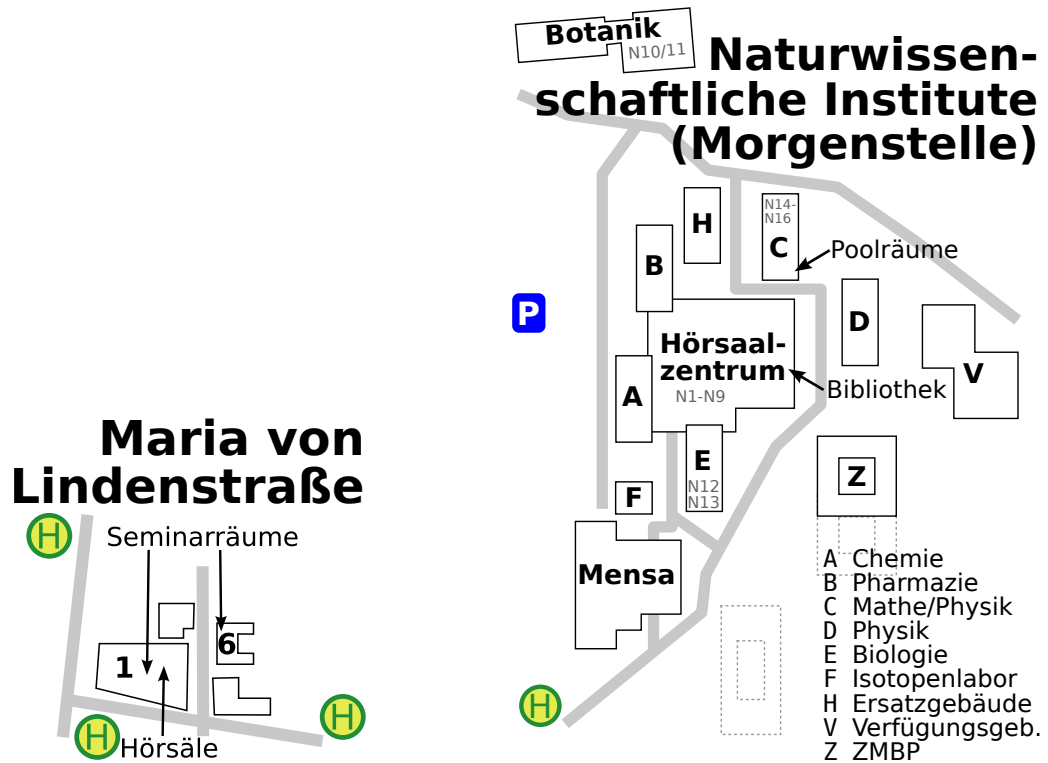 Botanik
N10/11
Naturwissen-
schaftliche Institute
(Morgenstelle)
H
N14-
N16
C
Poolräume
B
P
D
Hörsaal-
zentrum
N1-N9
Bibliothek
V
A
E
N12
N13
F
Z
Mensa
H
A Chemie
B Pharmazie
C Mathe/Physik
D Physik
E Biologie
F Isotopenlabor
H Ersatzgebäude
V Verfügungsgeb.
Z ZMBP
Maria von
Lindenstraße
H
Seminarräume
6
1
H
H
Hörsäle